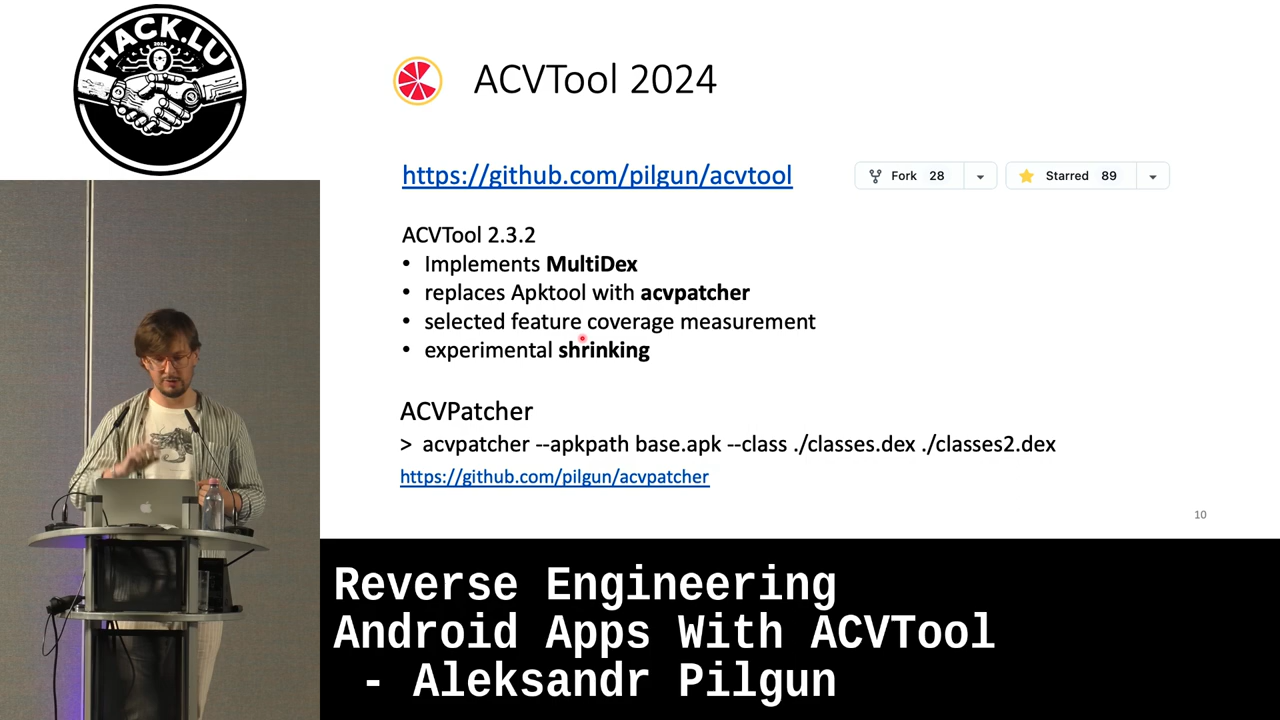 HACK.LU
2024
ACVTool 2024
https://github.com/pilgun/acvtool
Fork 28
Starred 89
ACVTool 2.3.2
• Implements MultiDex
• replaces Apktool with acvpatcher
• selected feature coverage measurement
• experimental shrinking
ACVPatcher
> acvpatcher --apkpath base.apk --class ./classes.dex ./classes2.dex
https://github.com/pilgun/acvpatcher
10
Reverse Engineering
Android Apps With ACVTool
- Aleksandr Pilgun